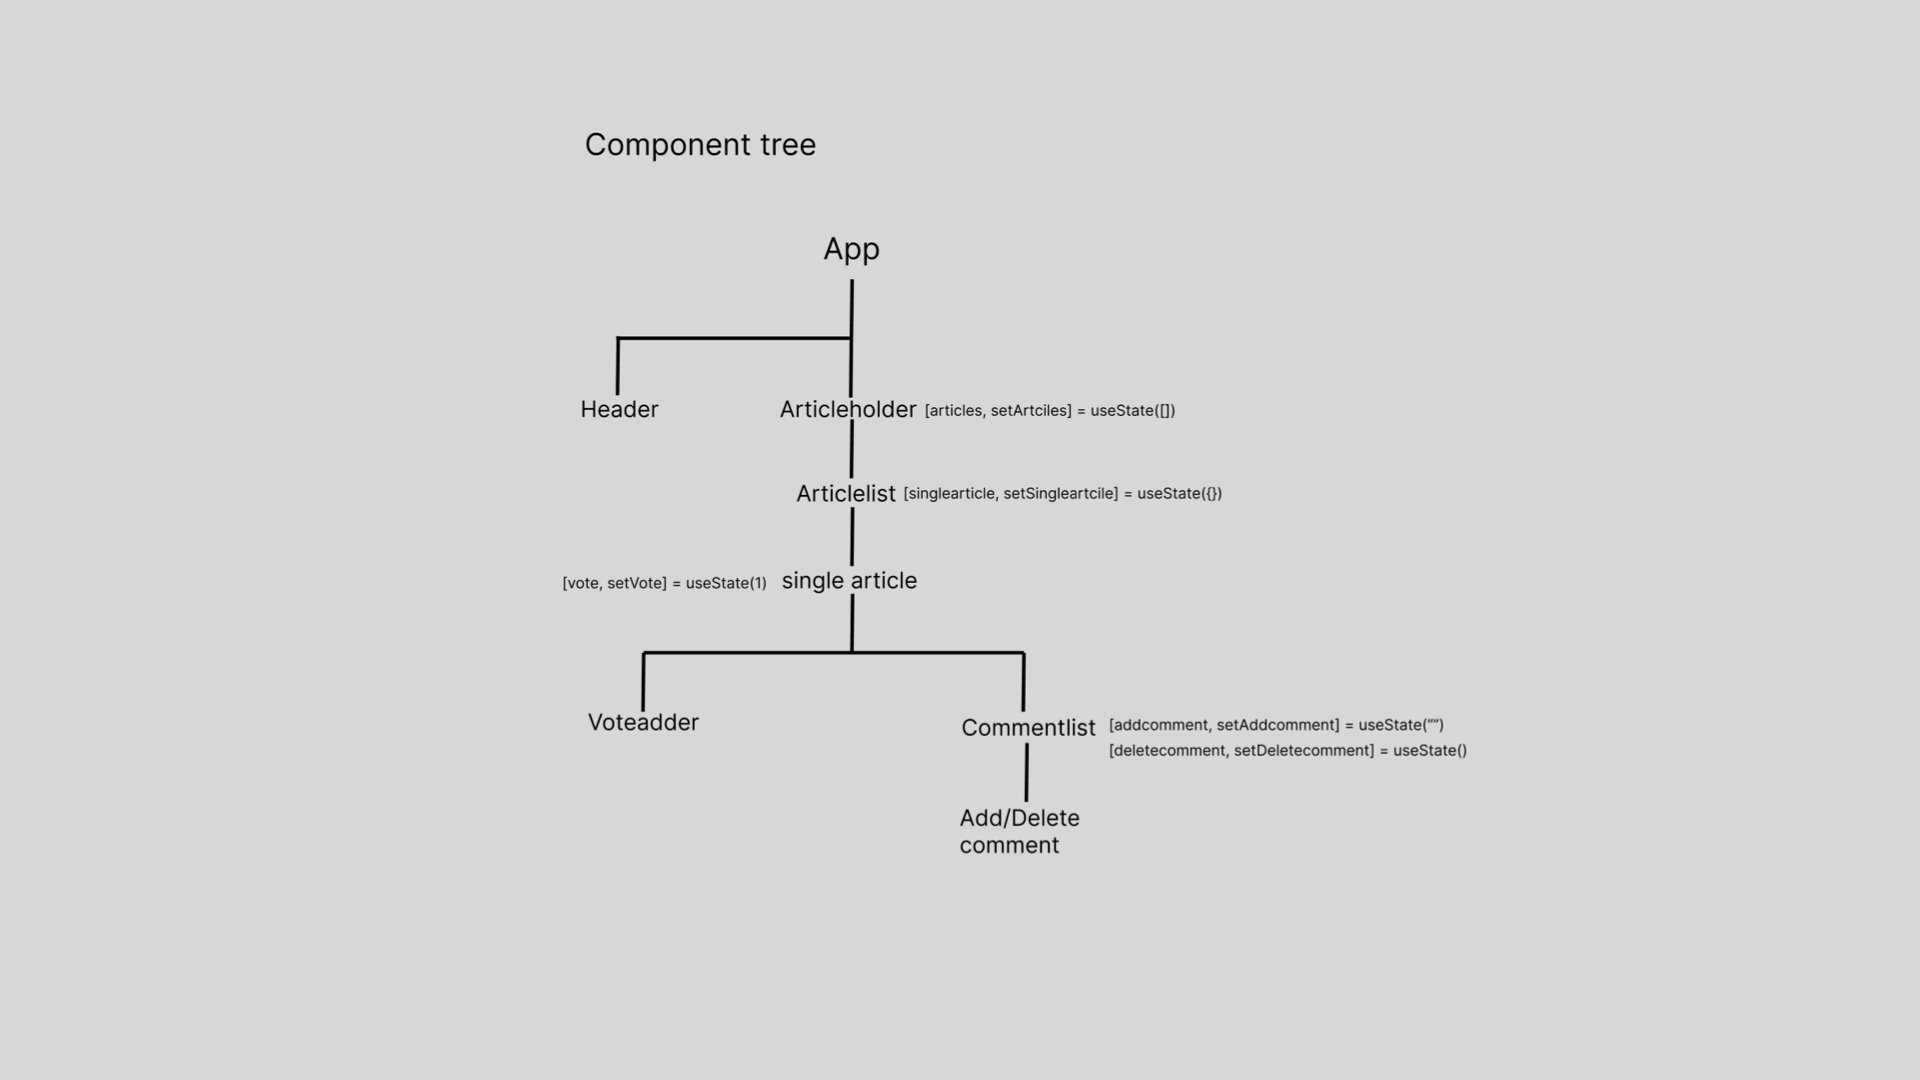 Component tree
App
Header
Articleholder [articles, setArtciles] = useState([])
Articlelist [singlearticle, setSingleartcile] = useState({})
[vote, setVote] = useState(1) single article
Voteadder
Commentlist [addcomment, setAddcomment] = useState(“”)
[deletecomment, setDeletecomment] = useState()
Add/Delete
comment